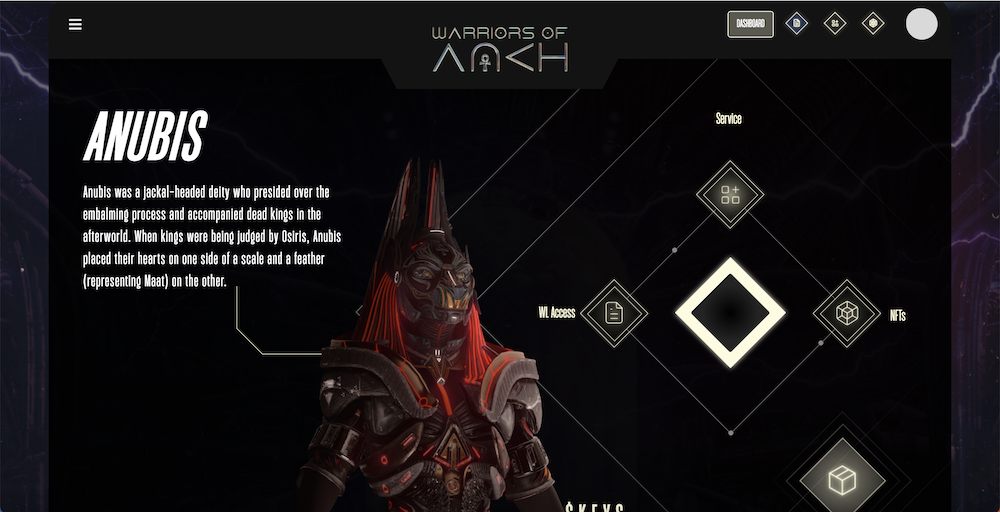 DASHBOARD
WARRIORS OF
ANKH
ANUBIS
Anubis was a jackal-headed deity who presided over the
embalming process and accompanied dead kings in the
afterworld. When kings were being judged by Osiris, Anubis
placed their hearts on one side of a scale and a feather
(representing Maat) on the other.
Service
WL Access
NFTs
$KEYS